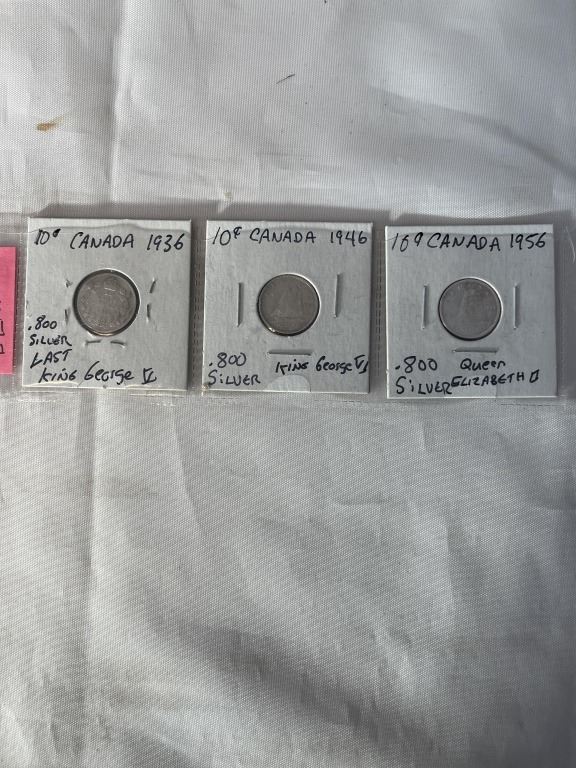 10¢ CANADA 1936
.800
SILVER
LAST
KING George V
10¢ CANADA 1946
.800
SILVER
KING George VI
10¢ CANADA 1956
.800 Queen
SILVER ELIZABETH II